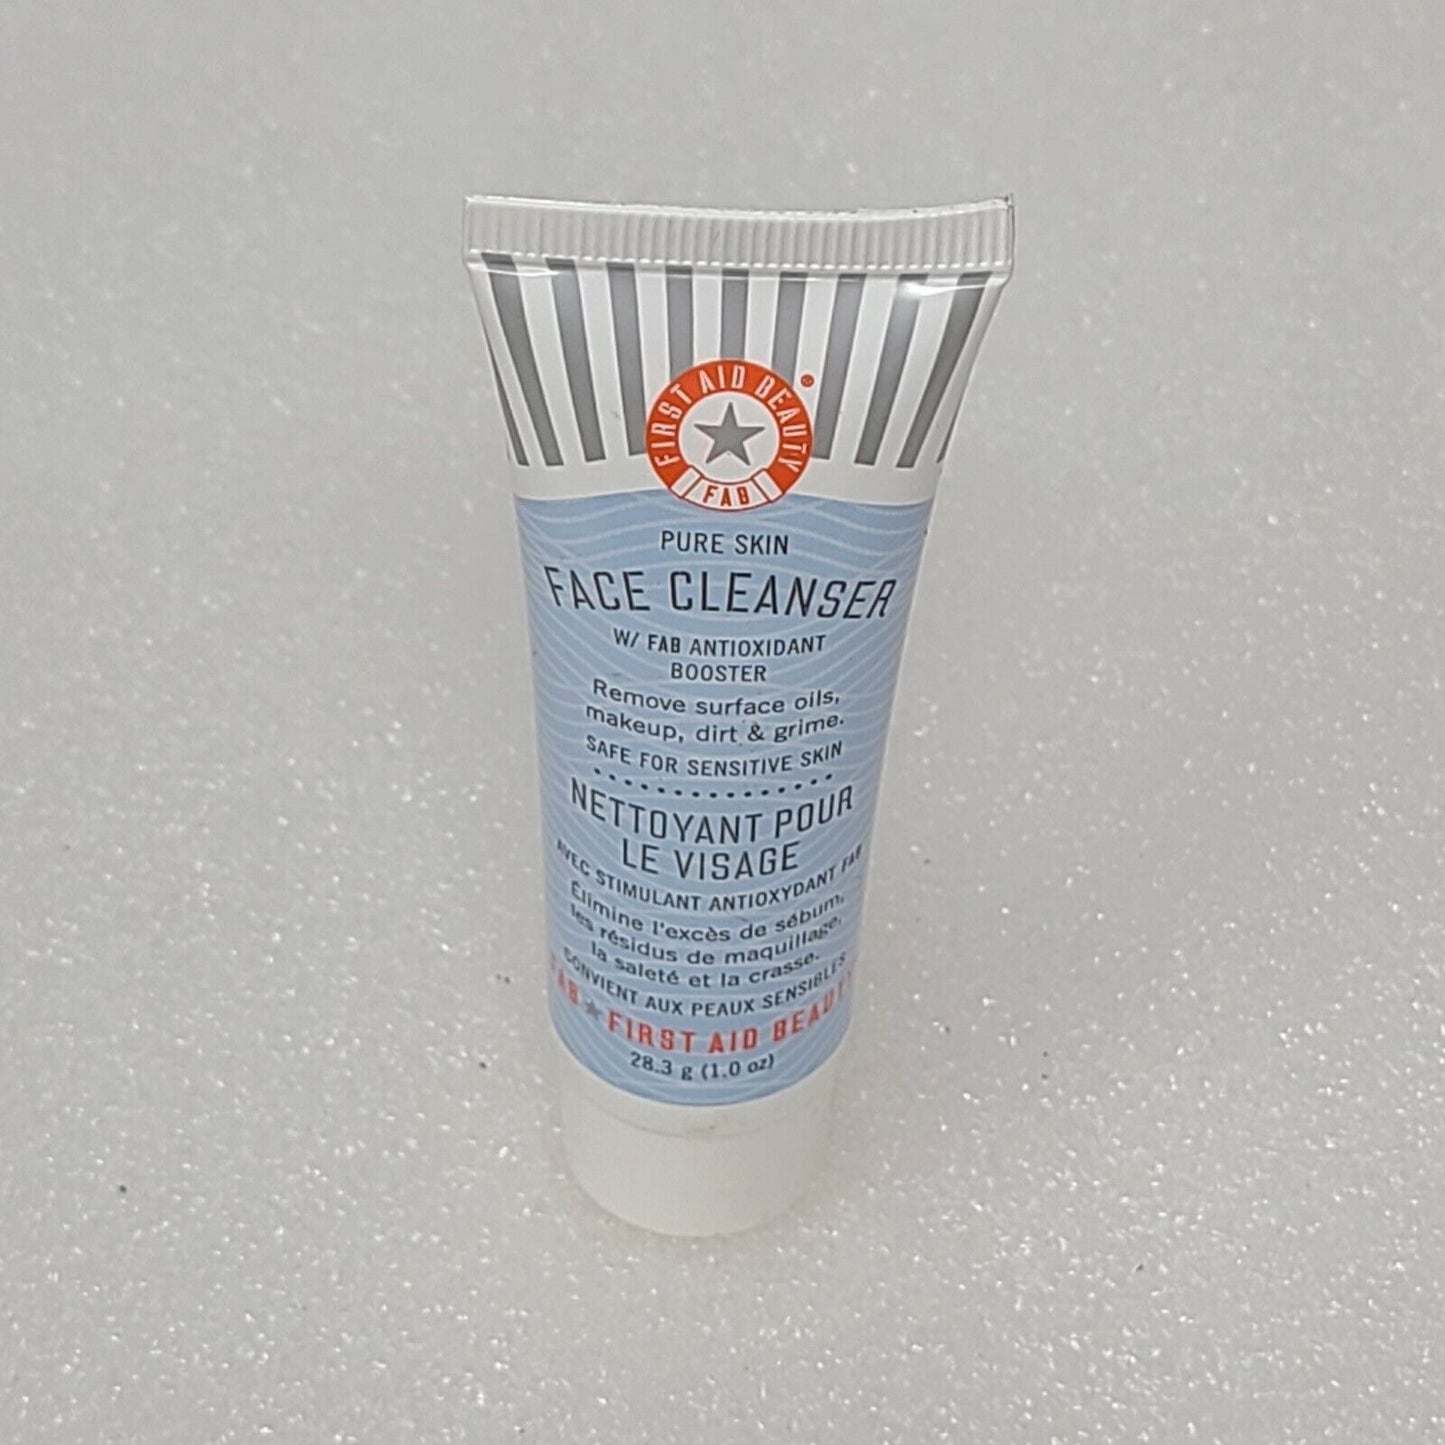 FIRST AID BEAUTY ®
FAB
PURE SKIN
FACE CLEANSER
W/ FAB ANTIOXIDANT
BOOSTER
Remove surface oils,
makeup, dirt & grime.
SAFE FOR SENSITIVE SKIN
NETTOYANT POUR
LE VISAGE
AVEC STIMULANT ANTIOXYDANT FAB
Élimine l'excès de sébum,
les résidus de maquillage,
la saleté et la crasse.
CONVIENT AUX PEAUX SENSIBLES
FAB ★ FIRST AID BEAUTY
28.3 g (1.0 oz)